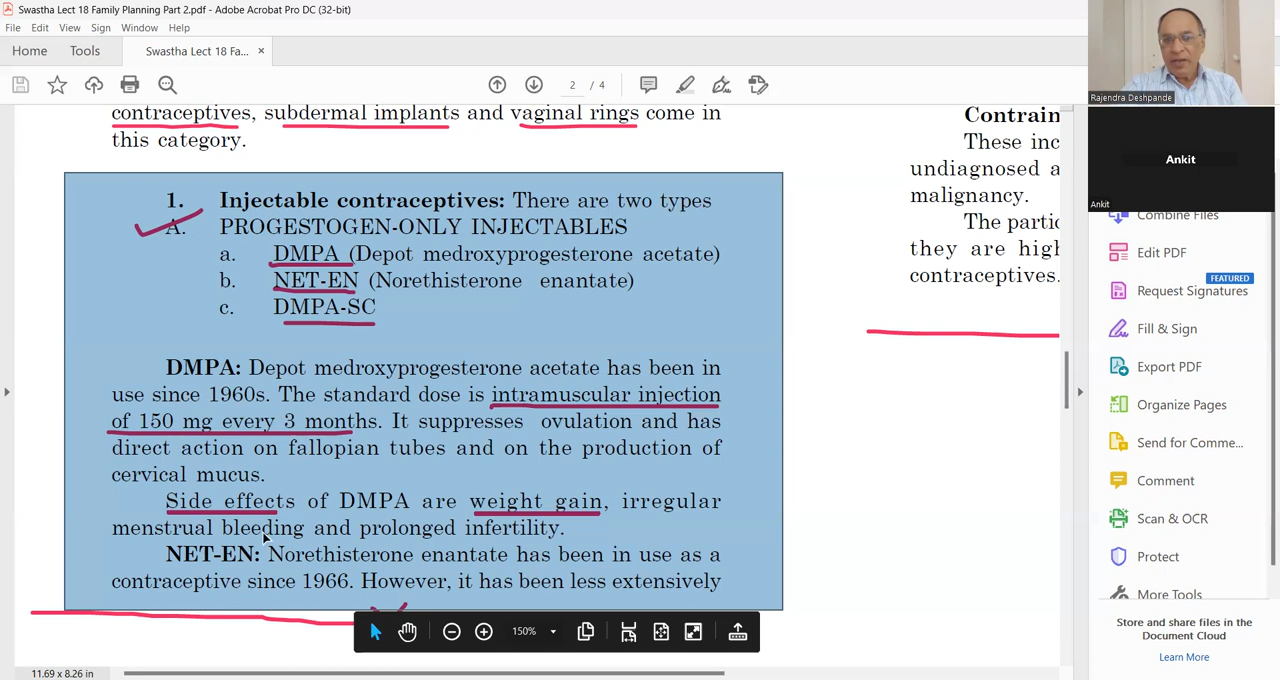 Swastha Lect 18 Family Planning Part 2.pdf - Adobe Acrobat Pro DC (32-bit)
File Edit View Sign Window Help
Home Tools Swastha Lect 18 Fa... ×
2 / 4
contraceptives, subdermal implants and vaginal rings come in
this category.
1. Injectable contraceptives: There are two types
A. PROGESTOGEN-ONLY INJECTABLES
a. DMPA (Depot medroxyprogesterone acetate)
b. NET-EN (Norethisterone enantate)
c. DMPA-SC
DMPA: Depot medroxyprogesterone acetate has been in
use since 1960s. The standard dose is intramuscular injection
of 150 mg every 3 months. It suppresses ovulation and has
direct action on fallopian tubes and on the production of
cervical mucus.
Side effects of DMPA are weight gain, irregular
menstrual bleeding and prolonged infertility.
NET-EN: Norethisterone enantate has been in use as a
contraceptive since 1966. However, it has been less extensively
150%
11.69 x 8.26 in
Contrain
These inc
undiagnosed a
malignancy.
The partic
they are high
contraceptives.
Rajendra Deshpande
Ankit
Ankit
Combine Files
Edit PDF
FEATURED
Request Signatures
Fill & Sign
Export PDF
Organize Pages
Send for Comme...
Comment
Scan & OCR
Protect
More Tools
Store and share files in the
Document Cloud
Learn More